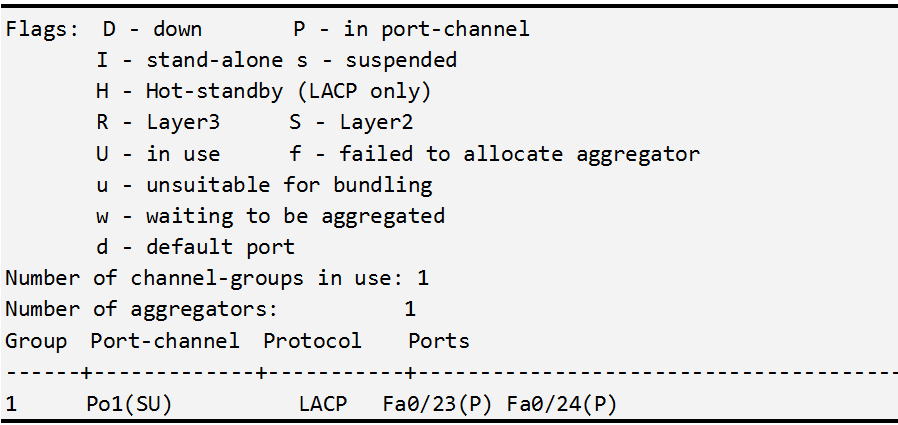 Flags:  D - down       P - in port-channel
       I - stand-alone s - suspended
       H - Hot-standby (LACP only)
       R - Layer3     S - Layer2
       U - in use     f - failed to allocate aggregator
       u - unsuitable for bundling
       w - waiting to be aggregated
       d - default port
Number of channel-groups in use: 1
Number of aggregators:          1
Group  Port-channel  Protocol    Ports
------+-------------+-----------+---------------------------------------
1     Po1(SU)          LACP   Fa0/23(P) Fa0/24(P)